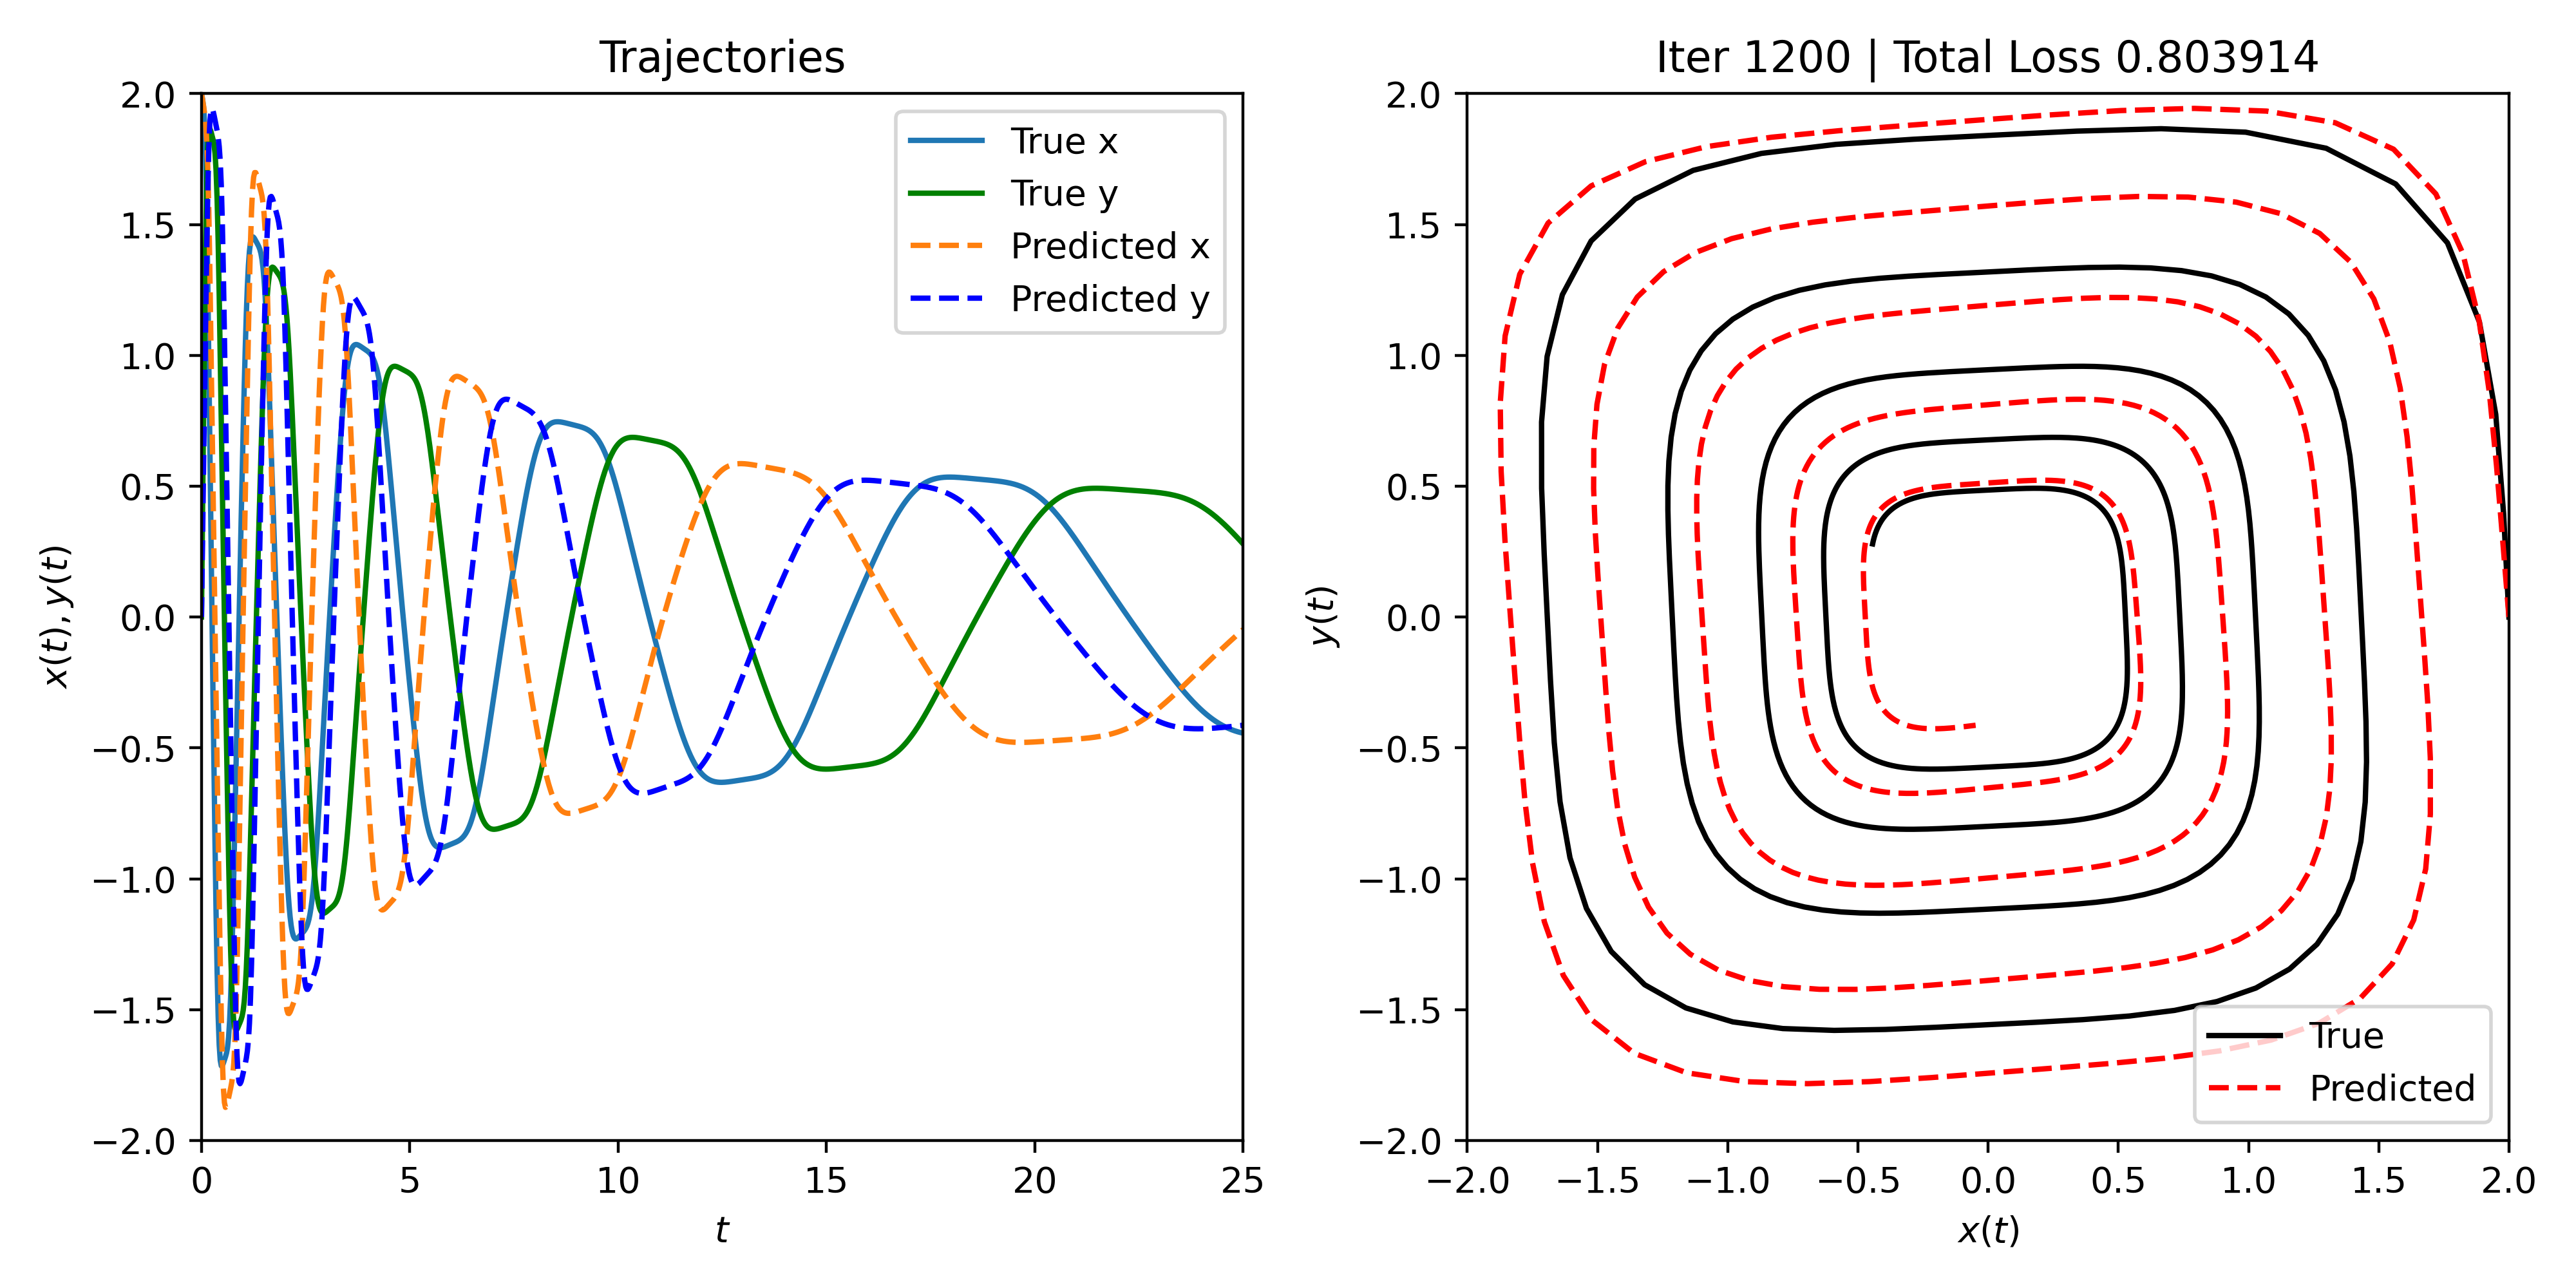 Trajectories
2.0
1.5
1.0
0.5
0.0
−0.5
−1.0
−1.5
−2.0
x(t), y(t)
True x
True y
Predicted x
Predicted y
0 5 10 15 20 25
t
Iter 1200 | Total Loss 0.803914
2.0
1.5
1.0
0.5
0.0
−0.5
−1.0
−1.5
−2.0
y(t)
True
Predicted
−2.0 −1.5 −1.0 −0.5 0.0 0.5 1.0 1.5 2.0
x(t)